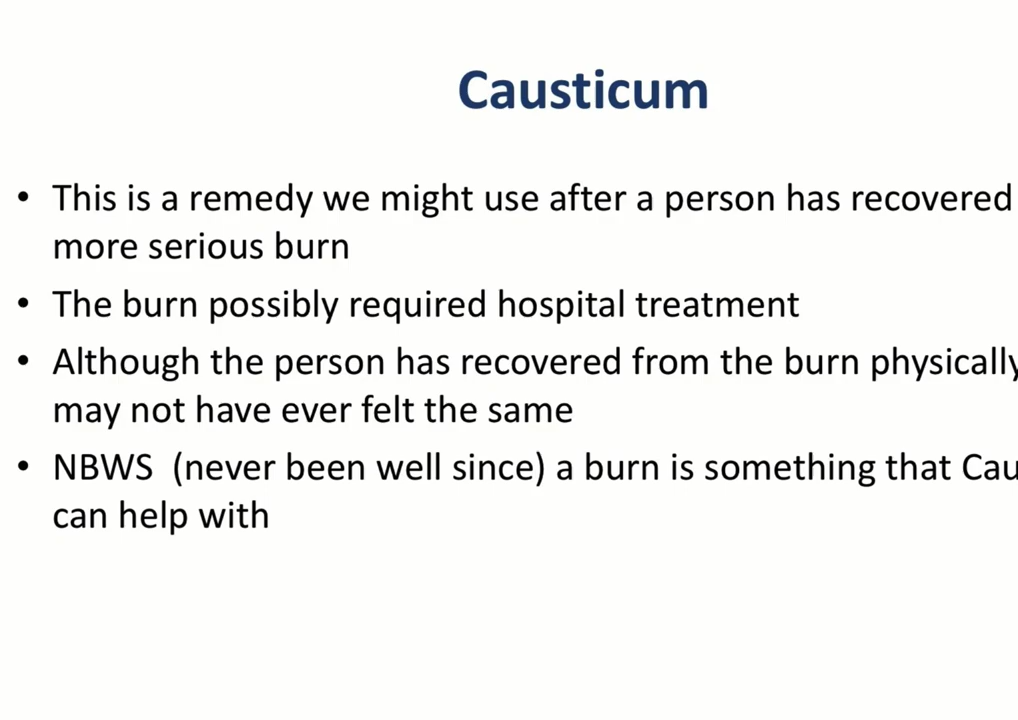 Causticum
• This is a remedy we might use after a person has recovered
more serious burn
• The burn possibly required hospital treatment
• Although the person has recovered from the burn physically
may not have ever felt the same
• NBWS (never been well since) a burn is something that
can help with